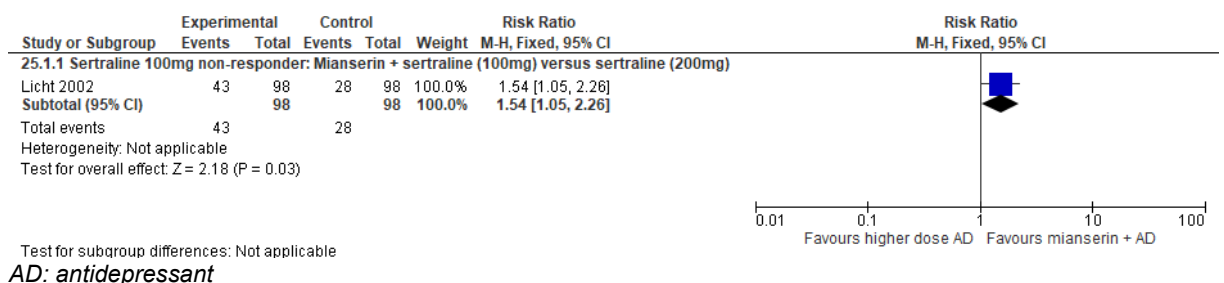 Experimental Control Risk Ratio Risk Ratio
Study or Subgroup Events Total Events Total Weight M-H, Fixed, 95% CI M-H, Fixed, 95% CI
25.1.1 Sertraline 100mg non-responder: Mianserin + sertraline (100mg) versus sertraline (200mg)
Licht 2002 43 98 28 98 100.0% 1.54 [1.05, 2.26]
Subtotal (95% CI) 98 98 100.0% 1.54 [1.05, 2.26]
Total events 43 28
Heterogeneity: Not applicable
Test for overall effect: Z = 2.18 (P = 0.03)
0.01 0.1 1 10 100
Favours higher dose AD Favours mianserin + AD
Test for subgroup differences: Not applicable
AD: antidepressant